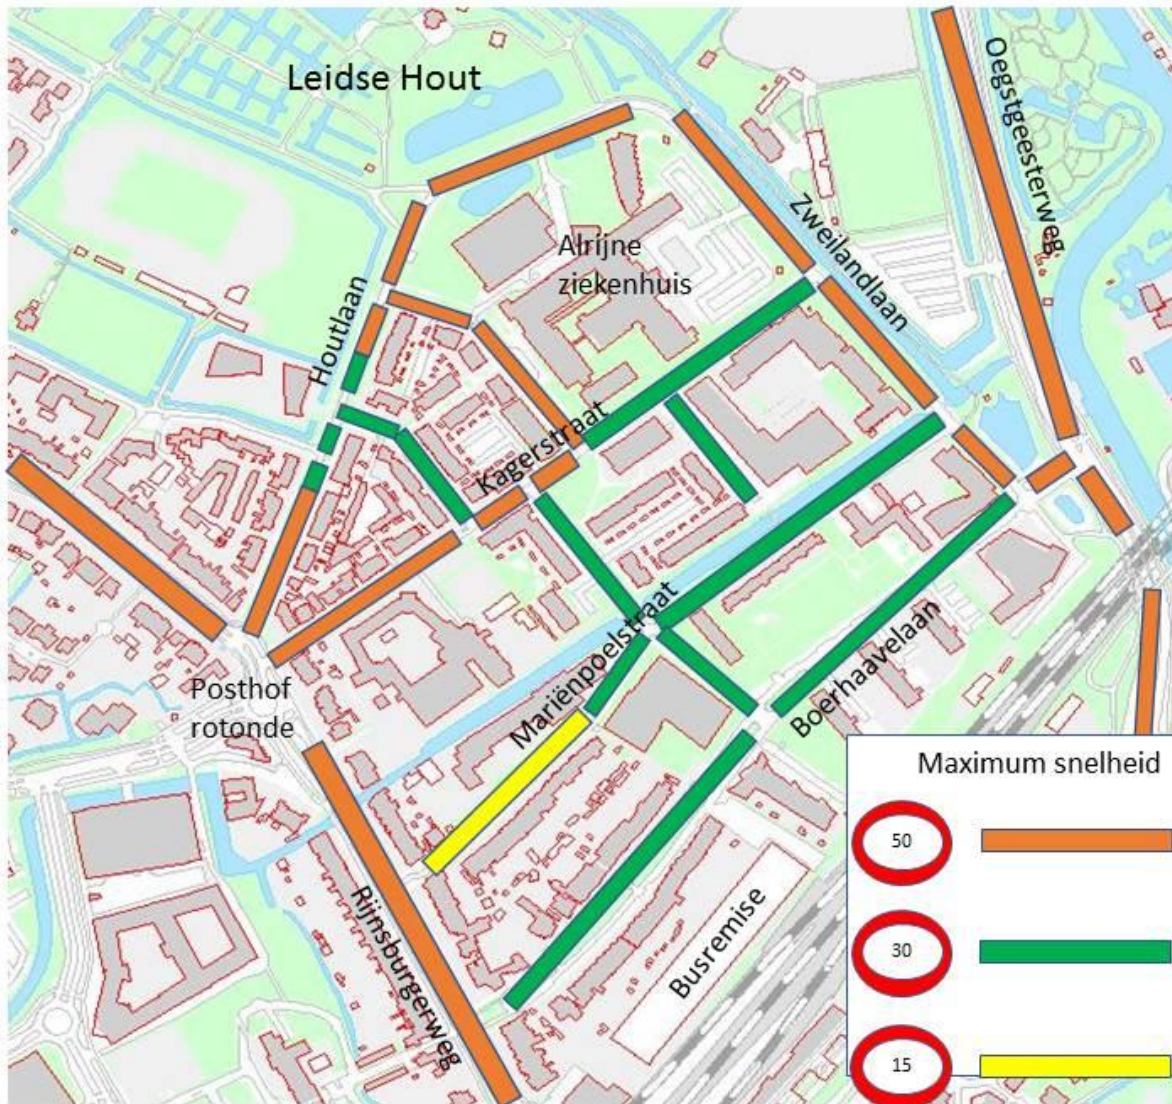 Leidse Hout
Oegstgeesterweg
Zweilandlaan
Alrijne
ziekenhuis
Houtlaan
Kagerstraat
Mariënpoelstraat
Boerhaavelaan
Posthof
rotonde
Rijnsburgerweg
Busremise
Maximum snelheid
50
30
15